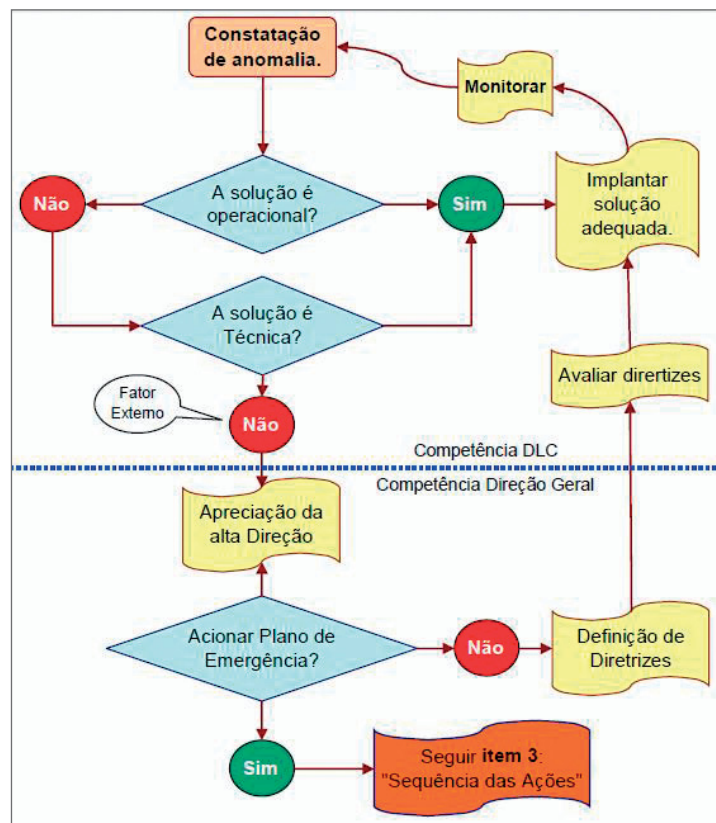 Constatação
de anomalia.
Monitorar
Não
A solução é
operacional?
Sim
Implantar
solução
adequada.
A solução é
Técnica?
Fator
Externo
Não
Avaliar dirertizes
Competência DLC
Competência Direção Geral
Apreciação da
alta Direção
Acionar Plano de
Emergência?
Não
Definição de
Diretrizes
Sim
Seguir item 3:
"Sequência das Ações"